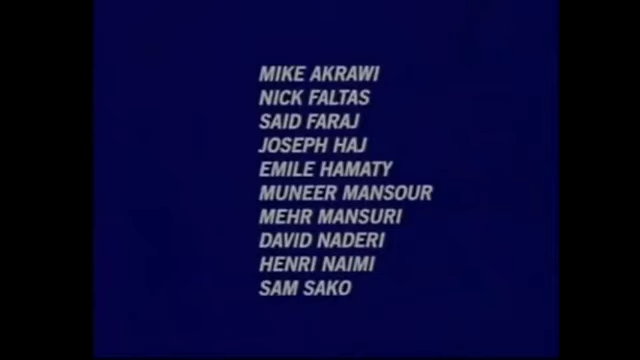 MIKE AKRAWI
NICK FALTAS
SAID FARAJ
JOSEPH HAJ
EMILE HAMATY
MUNEER MANSOUR
MEHR MANSURI
DAVID NADERI
HENRI NAIMI
SAM SAKO